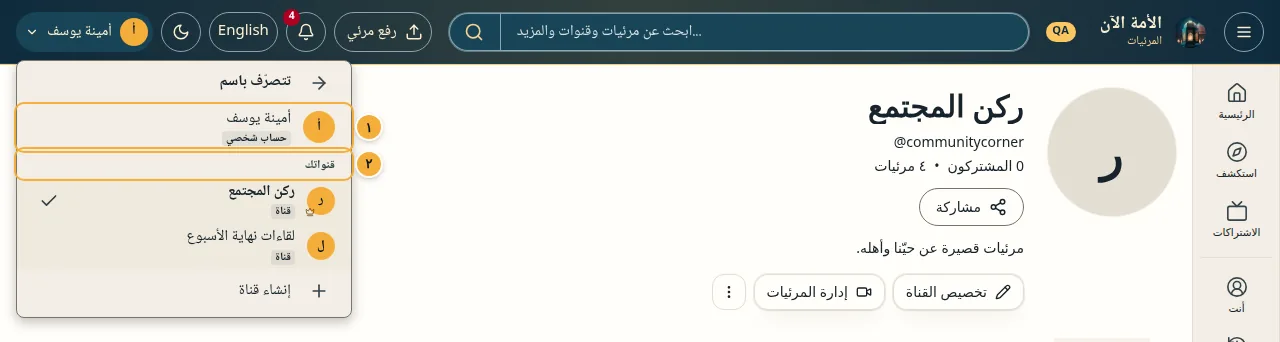 الأمة الآن
المرئيات
QA
ابحث عن مرئيات وقنوات والمزيد...
رفع مرئي
4
English
أ
أمينة يوسف
الرئيسية
استكشف
الاشتراكات
أنت
ر
ركن المجتمع
@communitycorner
0 المشتركون • ٤ مرئيات
مشاركة
مرئيات قصيرة عن حيّنا وأهله.
تخصيص القناة
إدارة المرئيات
تتصرّف باسم
١
أ
أمينة يوسف
حساب شخصي
٢
قنواتك
ر
ركن المجتمع
قناة
ل
لقاءات نهاية الأسبوع
قناة
إنشاء قناة